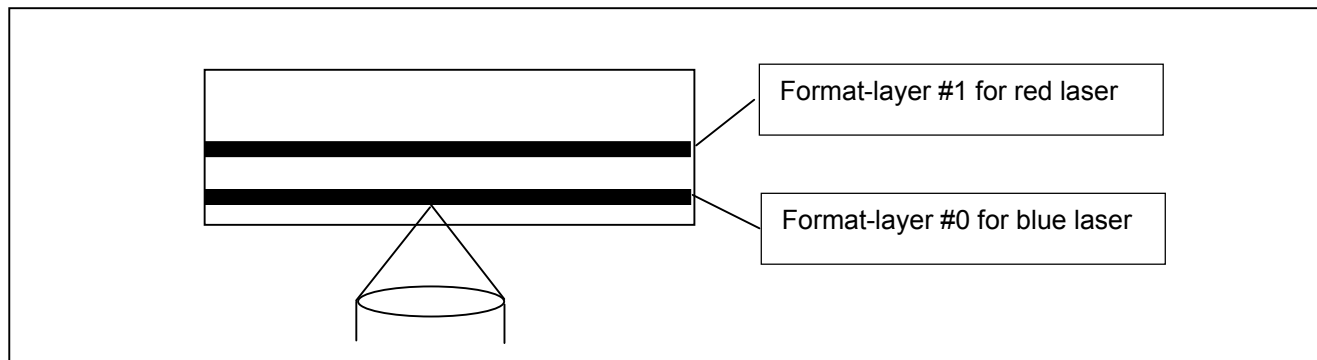 Format-layer #1 for red laser
Format-layer #0 for blue laser